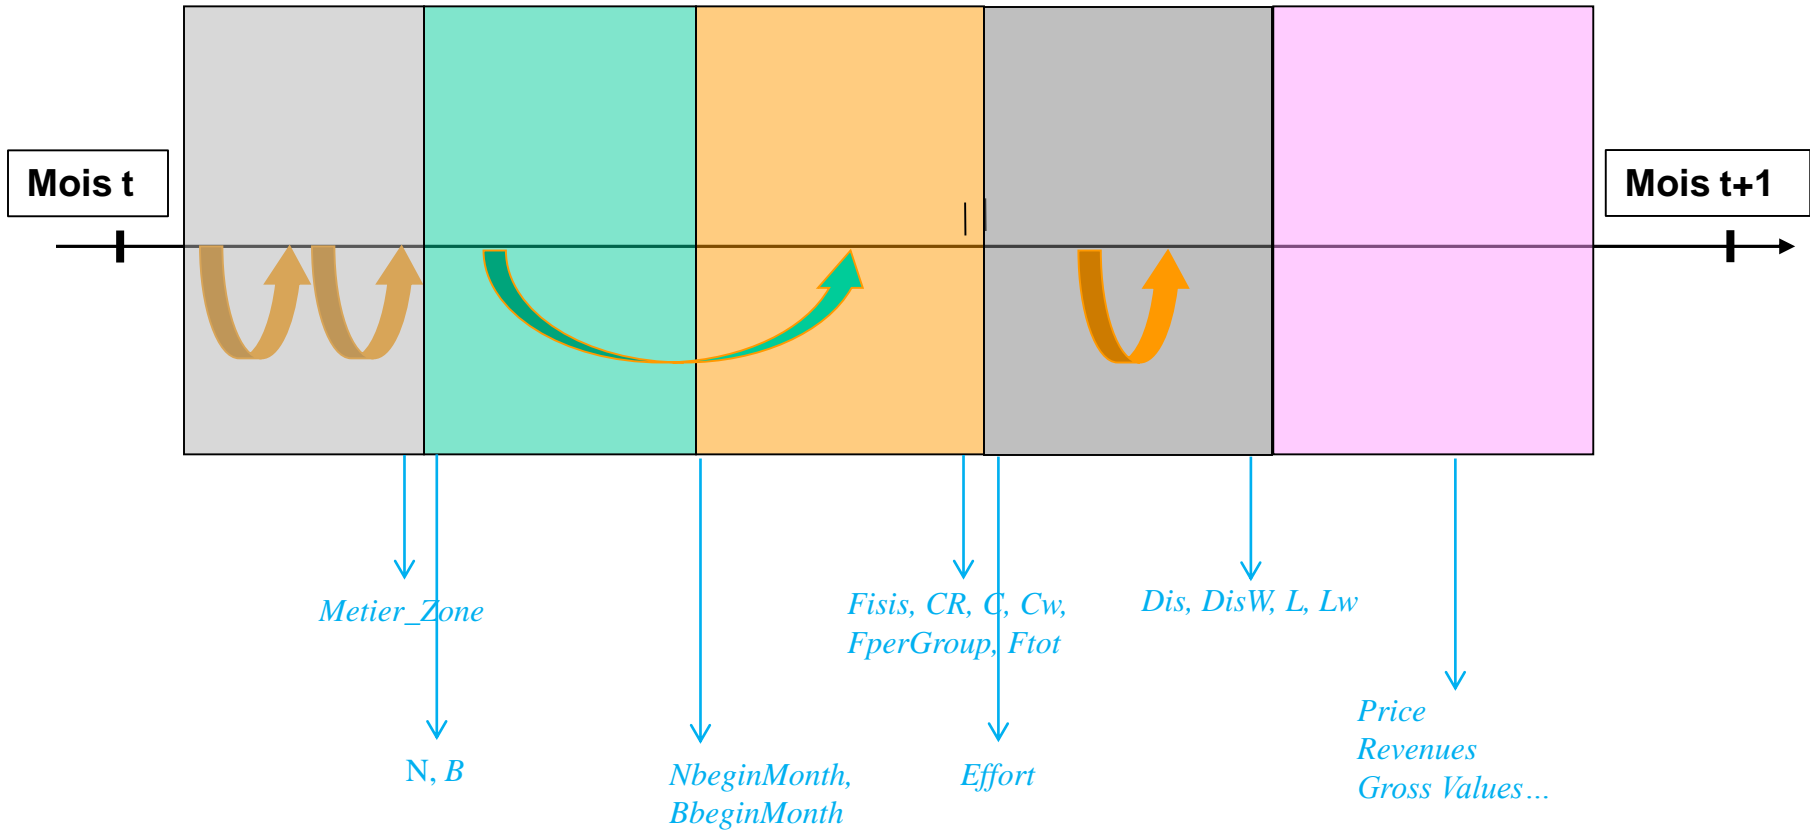 Mois t
Mois t+1
Metier_Zone
Fisis, CR, C, Cw,
FperGroup, Ftot
Dis, DisW, L, Lw
N, B
NbeginMonth,
BbeginMonth
Effort
Price
Revenues
Gross Values…